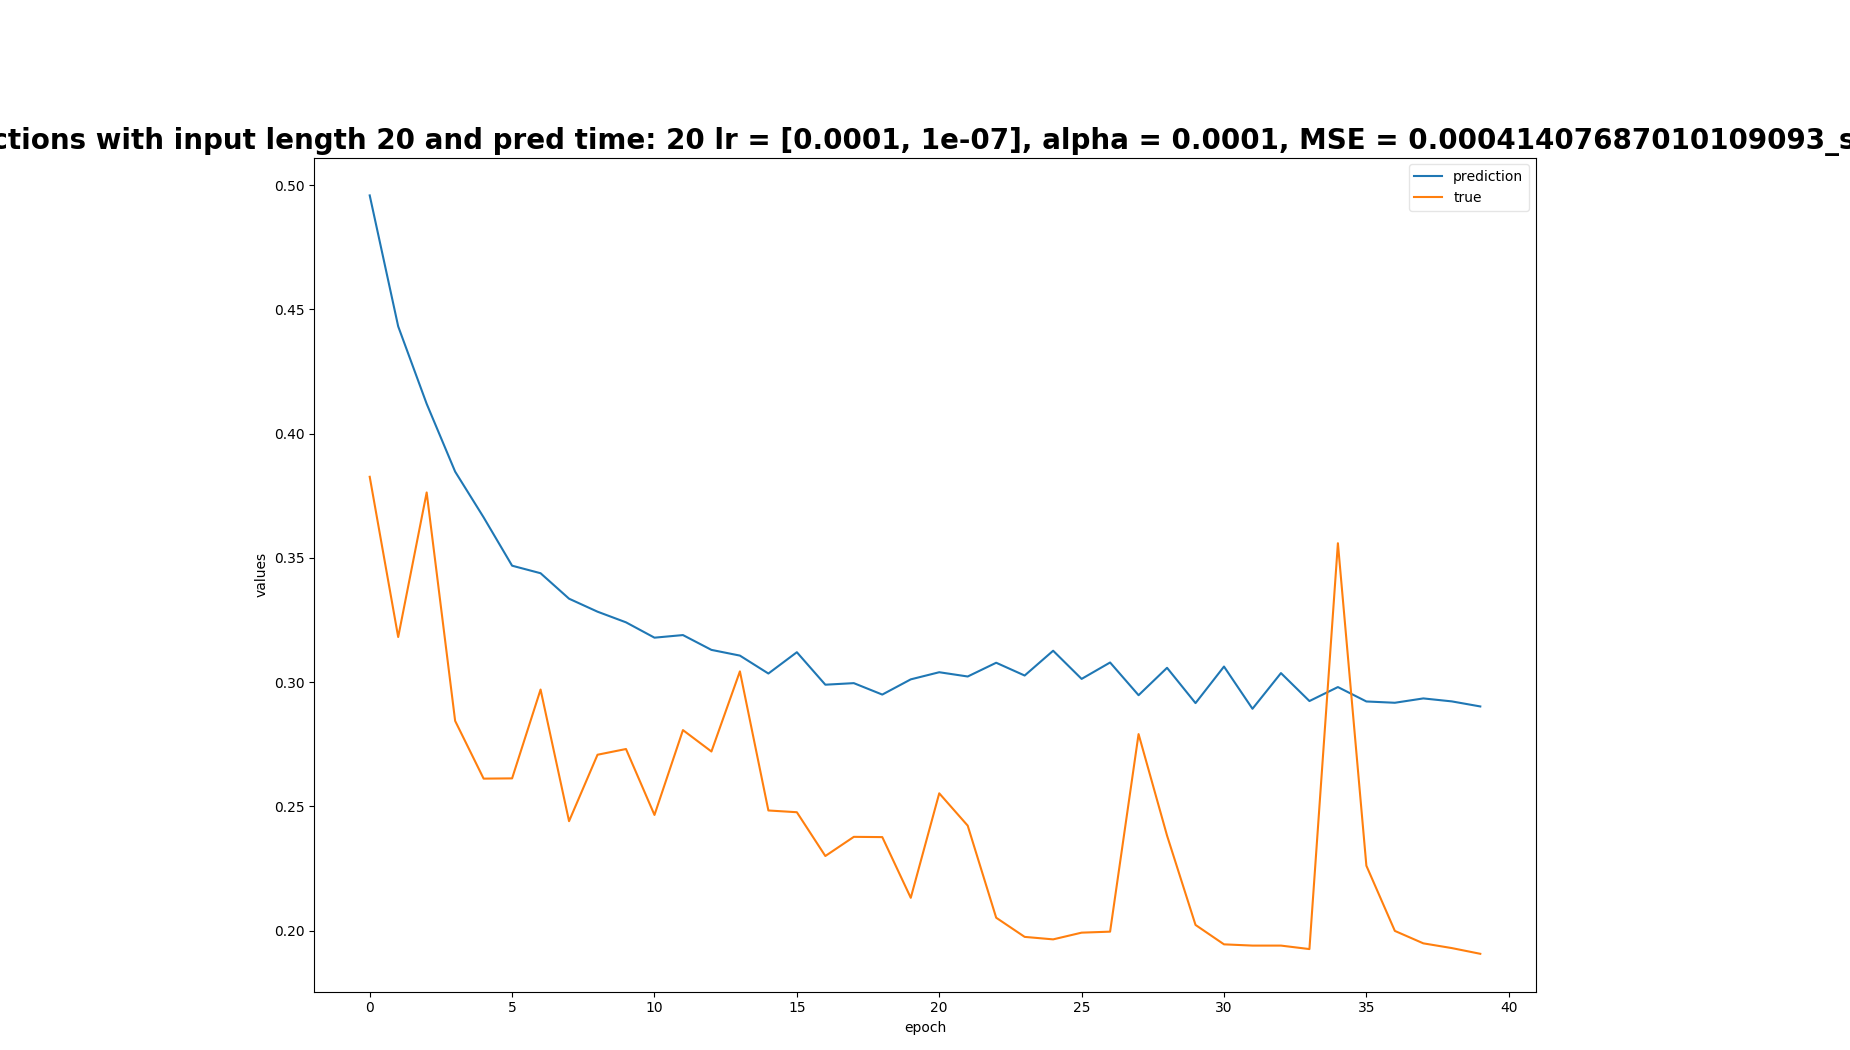 ctions with input length 20 and pred time: 20 lr = [0.0001, 1e-07], alpha = 0.0001, MSE = 0.00041407687010109093_s
prediction
true
0.50
0.45
0.40
0.35
0.30
0.25
0.20
values
0 5 10 15 20 25 30 35 40
epoch